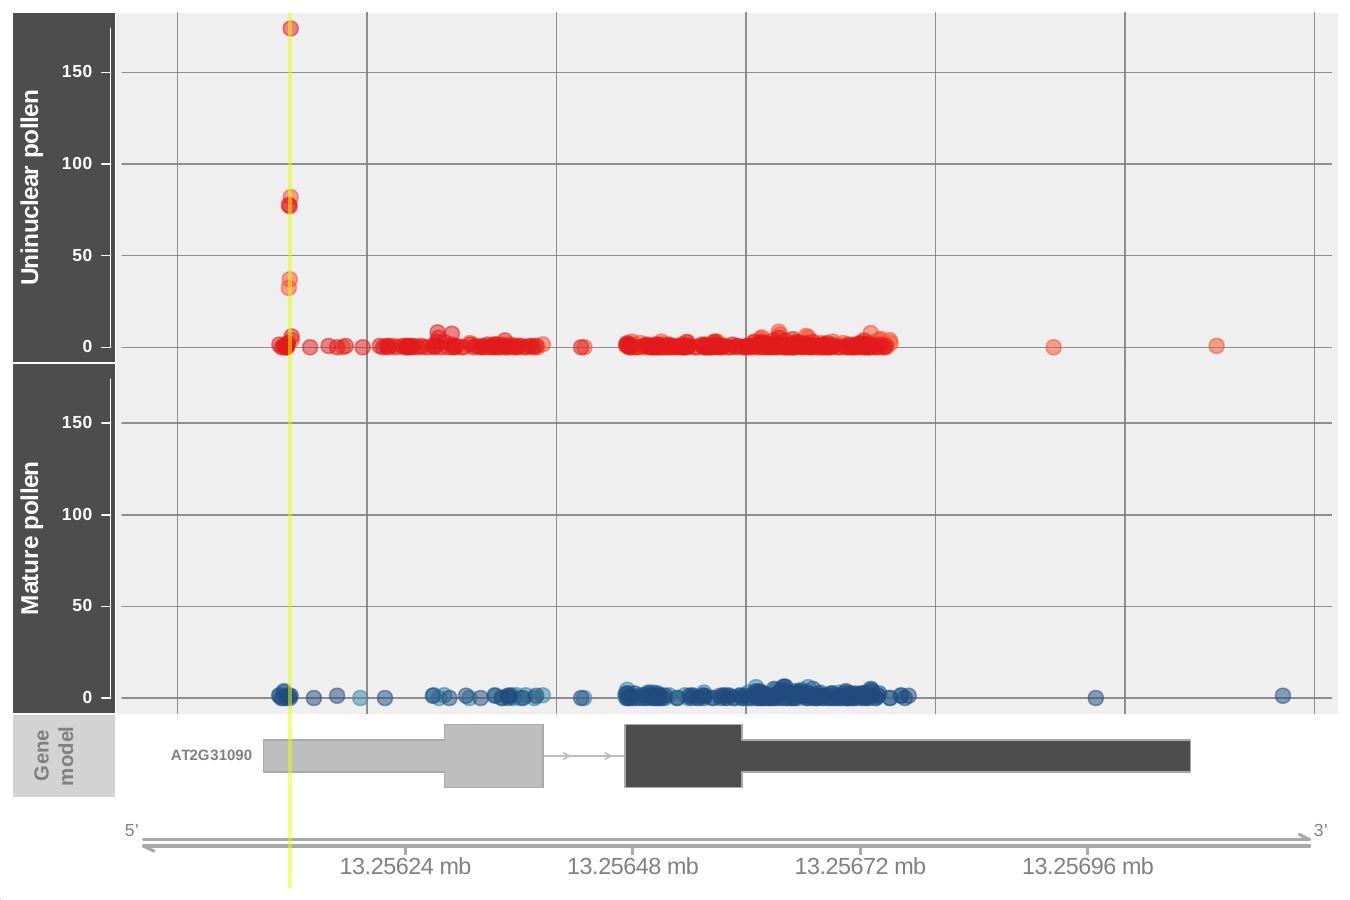 Uninuclear pollen
150
100
50
0
Mature pollen
150
100
50
0
Gene
model
AT2G31090
5'
3'
13.25624 mb
13.25648 mb
13.25672 mb
13.25696 mb